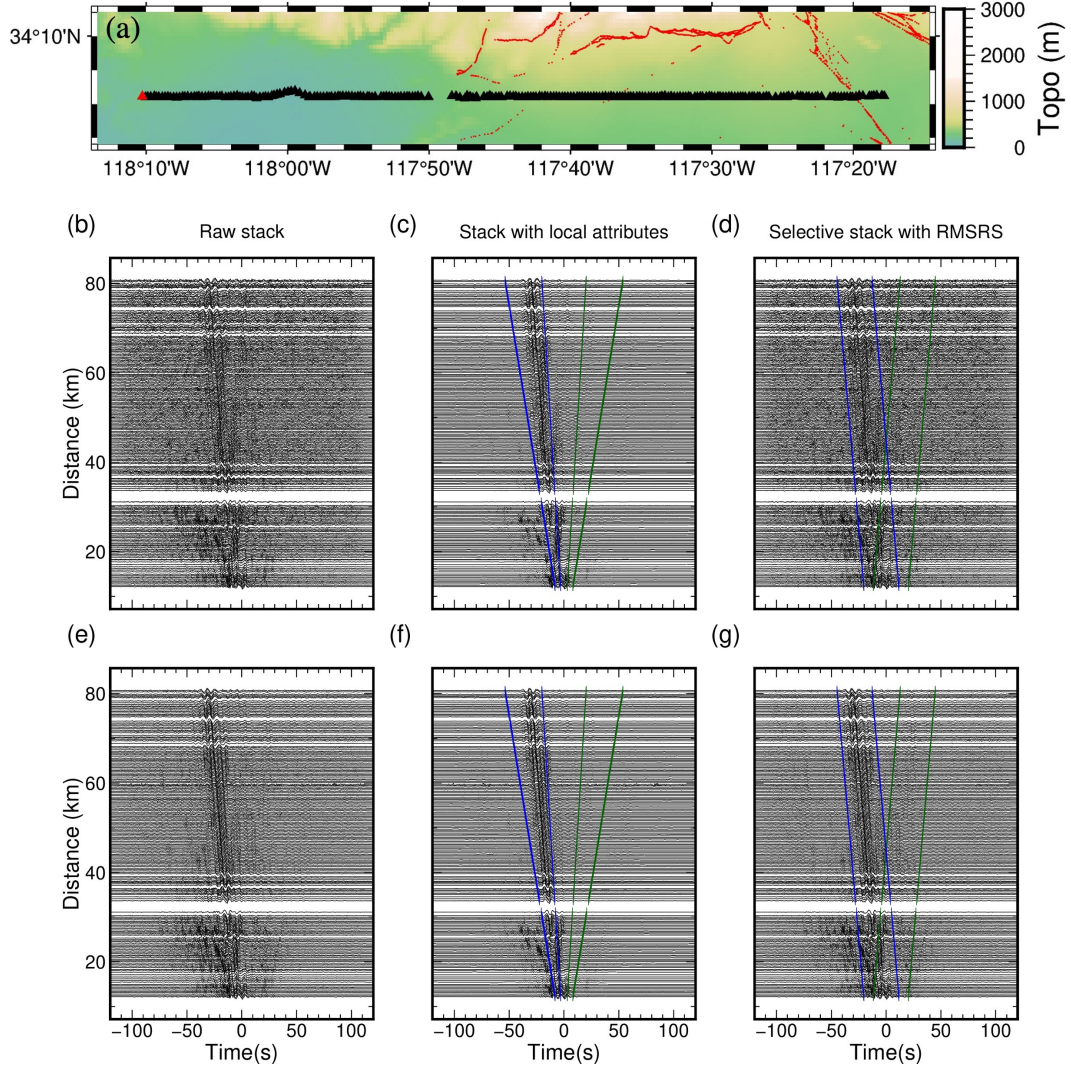 (a)
34°10'N
3000
2000
1000
0
Topo (m)
118°10'W 118°00'W 117°50'W 117°40'W 117°30'W 117°20'W
(b) Raw stack (c) Stack with local attributes (d) Selective stack with RMSRS
80
60
40
20
Distance (km)
(e) (f) (g)
80
60
40
20
Distance (km)
−100 −50 0 50 100 −100 −50 0 50 100 −100 −50 0 50 100
Time(s) Time(s) Time(s)